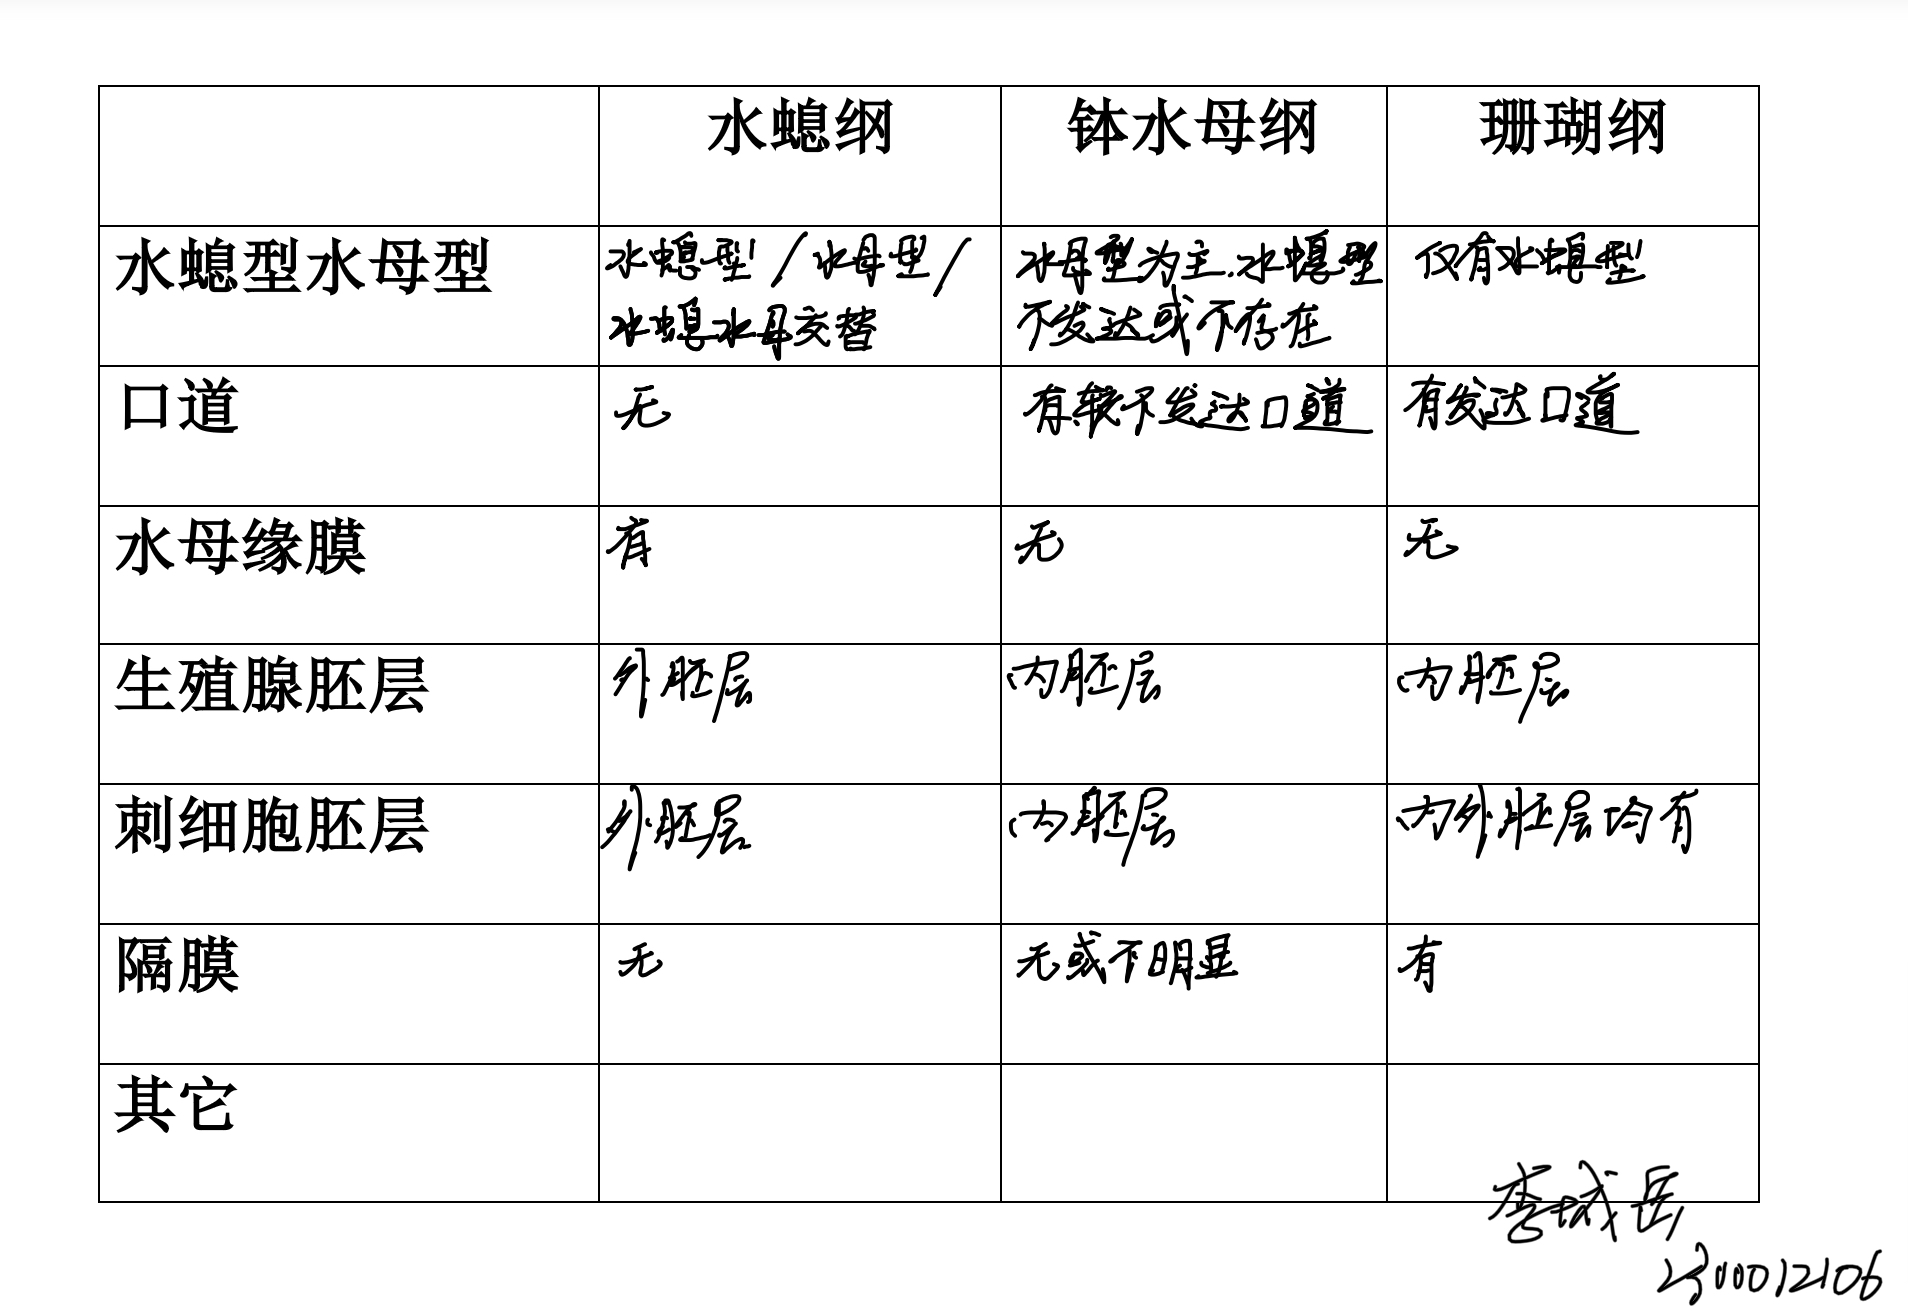 水螅纲 钵水母纲 珊瑚纲
水螅型水母型 水螅型/水母型/ 水母型为主.水螅型 仅有水螅型
水螅水母交替 不发达或不存在
口道 无 有较不发达口道 有发达口道
水母缘膜 有 无 无
生殖腺胚层 外胚层 内胚层 内胚层
刺细胞胚层 外胚层 内胚层 内外胚层均有
隔膜 无 无或不明显 有
其它
李城岳
2300012106